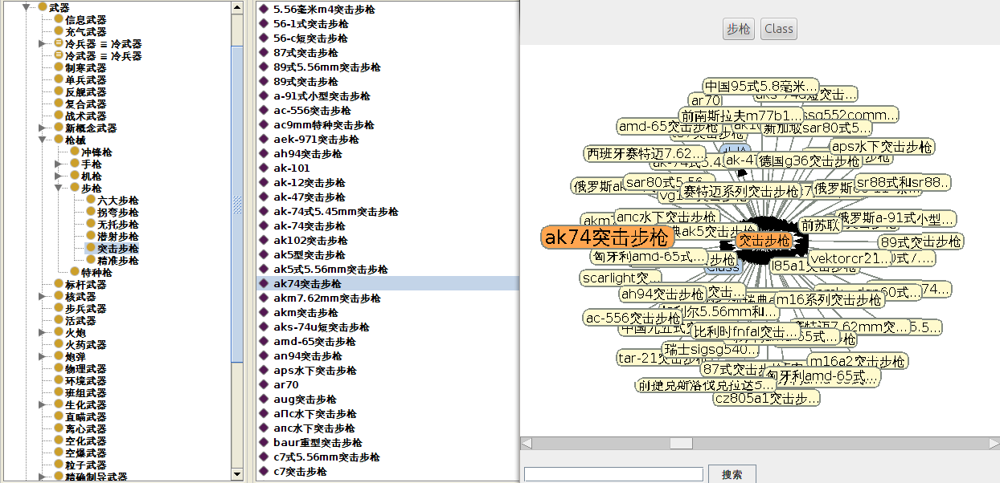 武器
信息武器
充气武器
冷兵器 ≡ 冷武器
冷武器 ≡ 冷兵器
制寒武器
单兵武器
反舰武器
复合武器
战术武器
新概念武器
枪械
冲锋枪
手枪
机枪
步枪
六大步枪
拐弯步枪
无托步枪
潜射步枪
突击步枪
精准步枪
特种枪
标杆武器
核武器
步兵武器
活武器
火炮
火药武器
炮弹
物理武器
环境武器
班组武器
生化武器
直瞄武器
离心武器
空化武器
空爆武器
粒子武器
精确制导武器
5.56毫米m4突击步枪
56-1式突击步枪
56-c短突击步枪
87式突击步枪
89式5.56mm突击步枪
89式突击步枪
a-91式小型突击步枪
ac-556突击步枪
ac9mm特种突击步枪
aek-971突击步枪
ah94突击步枪
ak-101
ak-12突击步枪
ak-47突击步枪
ak-74式5.45mm突击步枪
ak-74突击步枪
ak102突击步枪
ak5型突击步枪
ak5式5.56mm突击步枪
ak74突击步枪
akm7.62mm突击步枪
akm突击步枪
aks-74u短突击步枪
amd-65突击步枪
an94突击步枪
aps水下突击步枪
ar70
aug突击步枪
aПc水下突击步枪
aпc水下突击步枪
baur重型突击步枪
c7式5.56mm突击步枪
c7突击步枪
步枪 Class
中国95式5.8毫米...
ar70
前南斯拉夫m77b1...
ssg552comm...
amd-65突击步枪
新加坡sar80式5...
aps水下突击步枪
西班牙赛特迈7.62...
ak-47
德国g36突击步枪
俄罗斯ak
sar80式5.56
赛特迈系列突击步枪
俄罗斯
sr88式和sr88..
akm
aпc水下突击步枪
典ak5突击步枪
前苏联
俄罗斯a-91式小型...
ak74突击步枪
突击步枪
89式突击步枪
匈牙利amd-65式...
步枪
Class
l85a1突击步枪
vektorcr21...
scarlight突...
ah94突击步枪
m16系列突击步枪
ac-556突击步枪
比利时fnfal突击...
瑞士sigsg540...
tar-21突击步枪
87式突击
m16a2突击步枪
匈牙利amd-65式...
前捷克斯洛伐克拉达5...
cz805a1突击步...
搜索